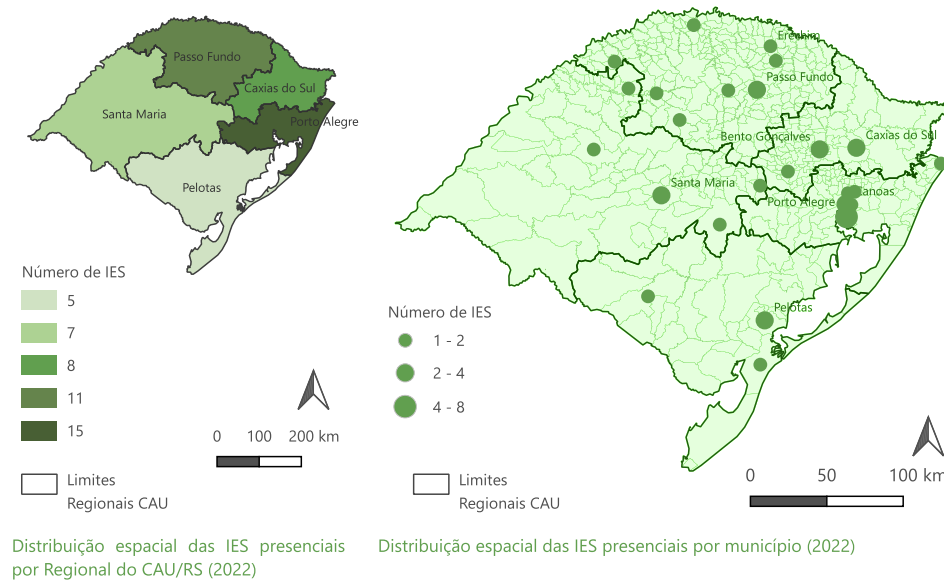 Passo Fundo
Caxias do Sul
Santa Maria
Porto Alegre
Pelotas
Número de IES
5
7
8
11
15
0 100 200 km
Limites
Regionais CAU
Distribuição espacial das IES presenciais
por Regional do CAU/RS (2022)
Erechim
Passo Fundo
Bento Gonçalves
Caxias do Sul
Santa Maria
Canoas
Porto Alegre
Pelotas
Número de IES
1 - 2
2 - 4
4 - 8
0 50 100 km
Limites
Regionais CAU
Distribuição espacial das IES presenciais por município (2022)